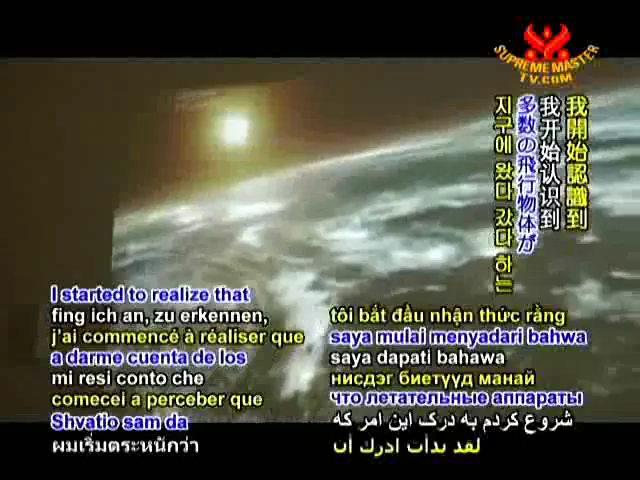 SUPREME MASTER
TV.COM
我開始認識到
我开始认识到
多数の飛行物体が
지구에 왔다 갔다 하는
I started to realize that
fing ich an, zu erkennen,
j'ai commencé à réaliser que
a darme cuenta de los
mi resi conto che
comecei a perceber que
Shvatio sam da
ผมเริ่มตระหนักว่า
tôi bắt đầu nhận thức rằng
saya mulai menyadari bahwa
saya dapati bahawa
нисдэг биетүүд манай
что летательные аппараты
شروع کردم به درک این امر که
لقد بدأت أدرك أن